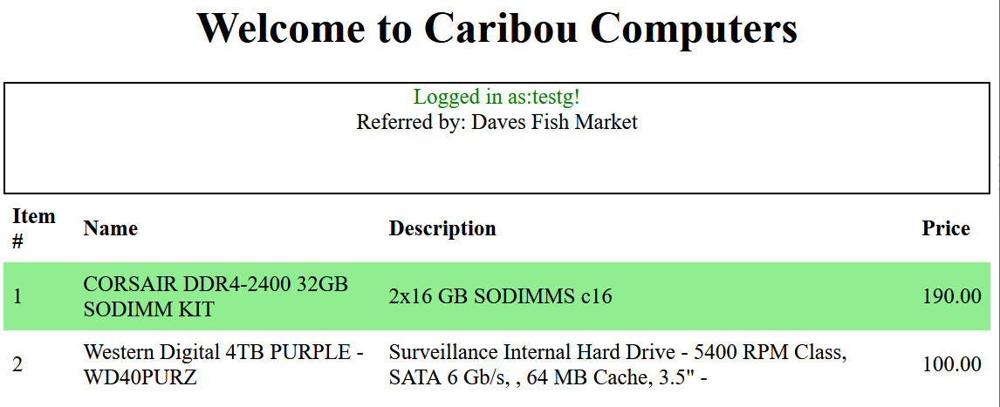 Welcome to Caribou Computers
Logged in as:testg!
Referred by: Daves Fish Market
Item # Name Description Price
1 CORSAIR DDR4-2400 32GB SODIMM KIT 2x16 GB SODIMMS c16 190.00
2 Western Digital 4TB PURPLE - WD40PURZ Surveillance Internal Hard Drive - 5400 RPM Class, SATA 6 Gb/s, , 64 MB Cache, 3.5" - 100.00